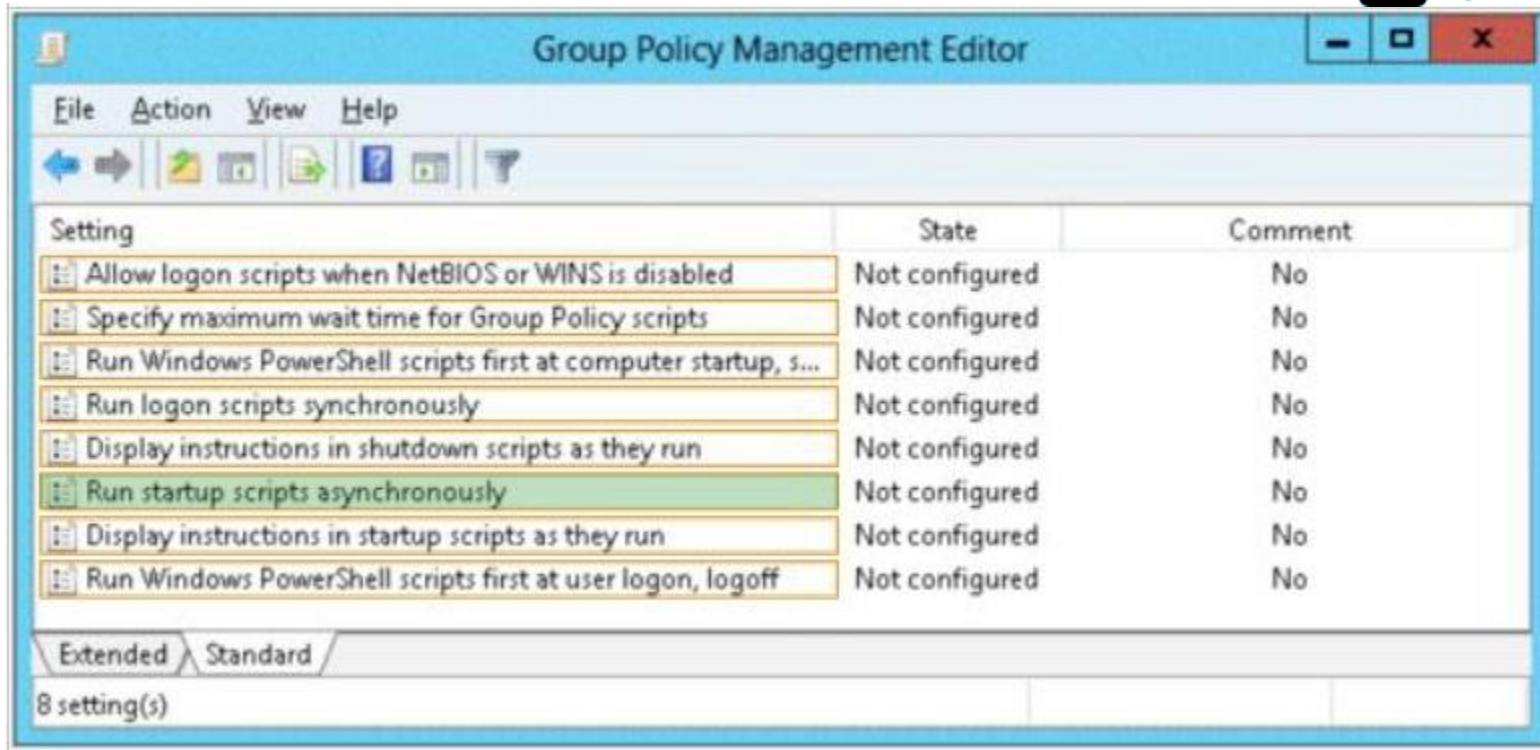 Group Policy Management Editor
File Action View Help
Setting State Comment
Allow logon scripts when NetBIOS or WINS is disabled Not configured No
Specify maximum wait time for Group Policy scripts Not configured No
Run Windows PowerShell scripts first at computer startup, s... Not configured No
Run logon scripts synchronously Not configured No
Display instructions in shutdown scripts as they run Not configured No
Run startup scripts asynchronously Not configured No
Display instructions in startup scripts as they run Not configured No
Run Windows PowerShell scripts first at user logon, logoff Not configured No
Extended Standard
8 setting(s)